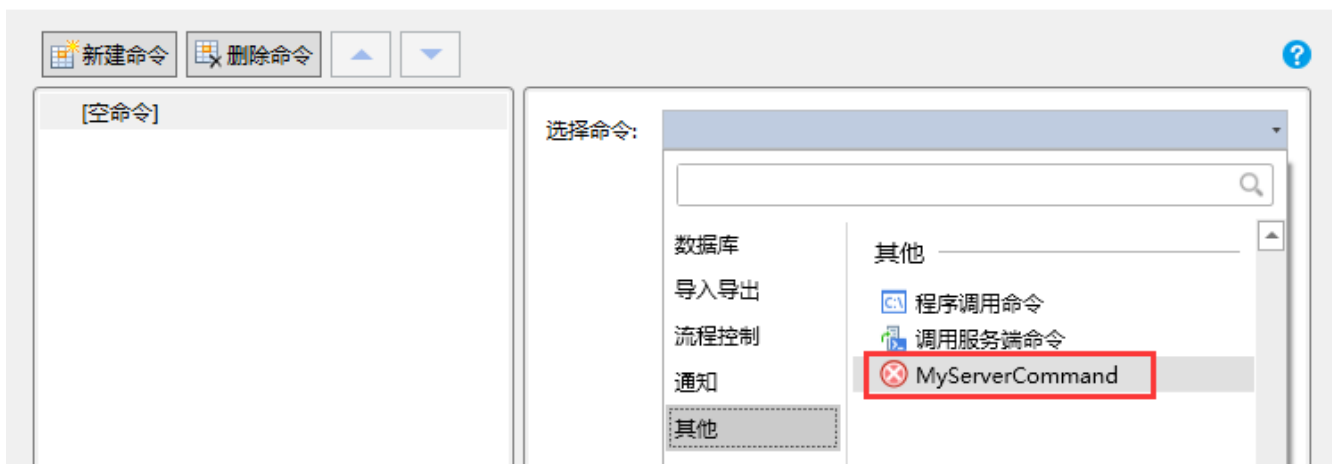 新建命令 删除命令
[空命令]
选择命令:
数据库
导入导出
流程控制
通知
其他
其他
程序调用命令
调用服务端命令
MyServerCommand